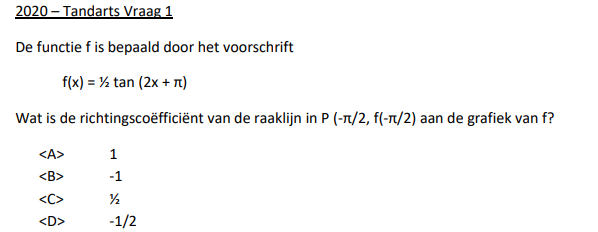 2020 – Tandarts Vraag 1
De functie f is bepaald door het voorschrift
f(x) = ½ tan (2x + π)
Wat is de richtingscoëfficiënt van de raaklijn in P (-π/2, f(-π/2) aan de grafiek van f?
<A> 1
<B> -1
<C> ½
<D> -1/2